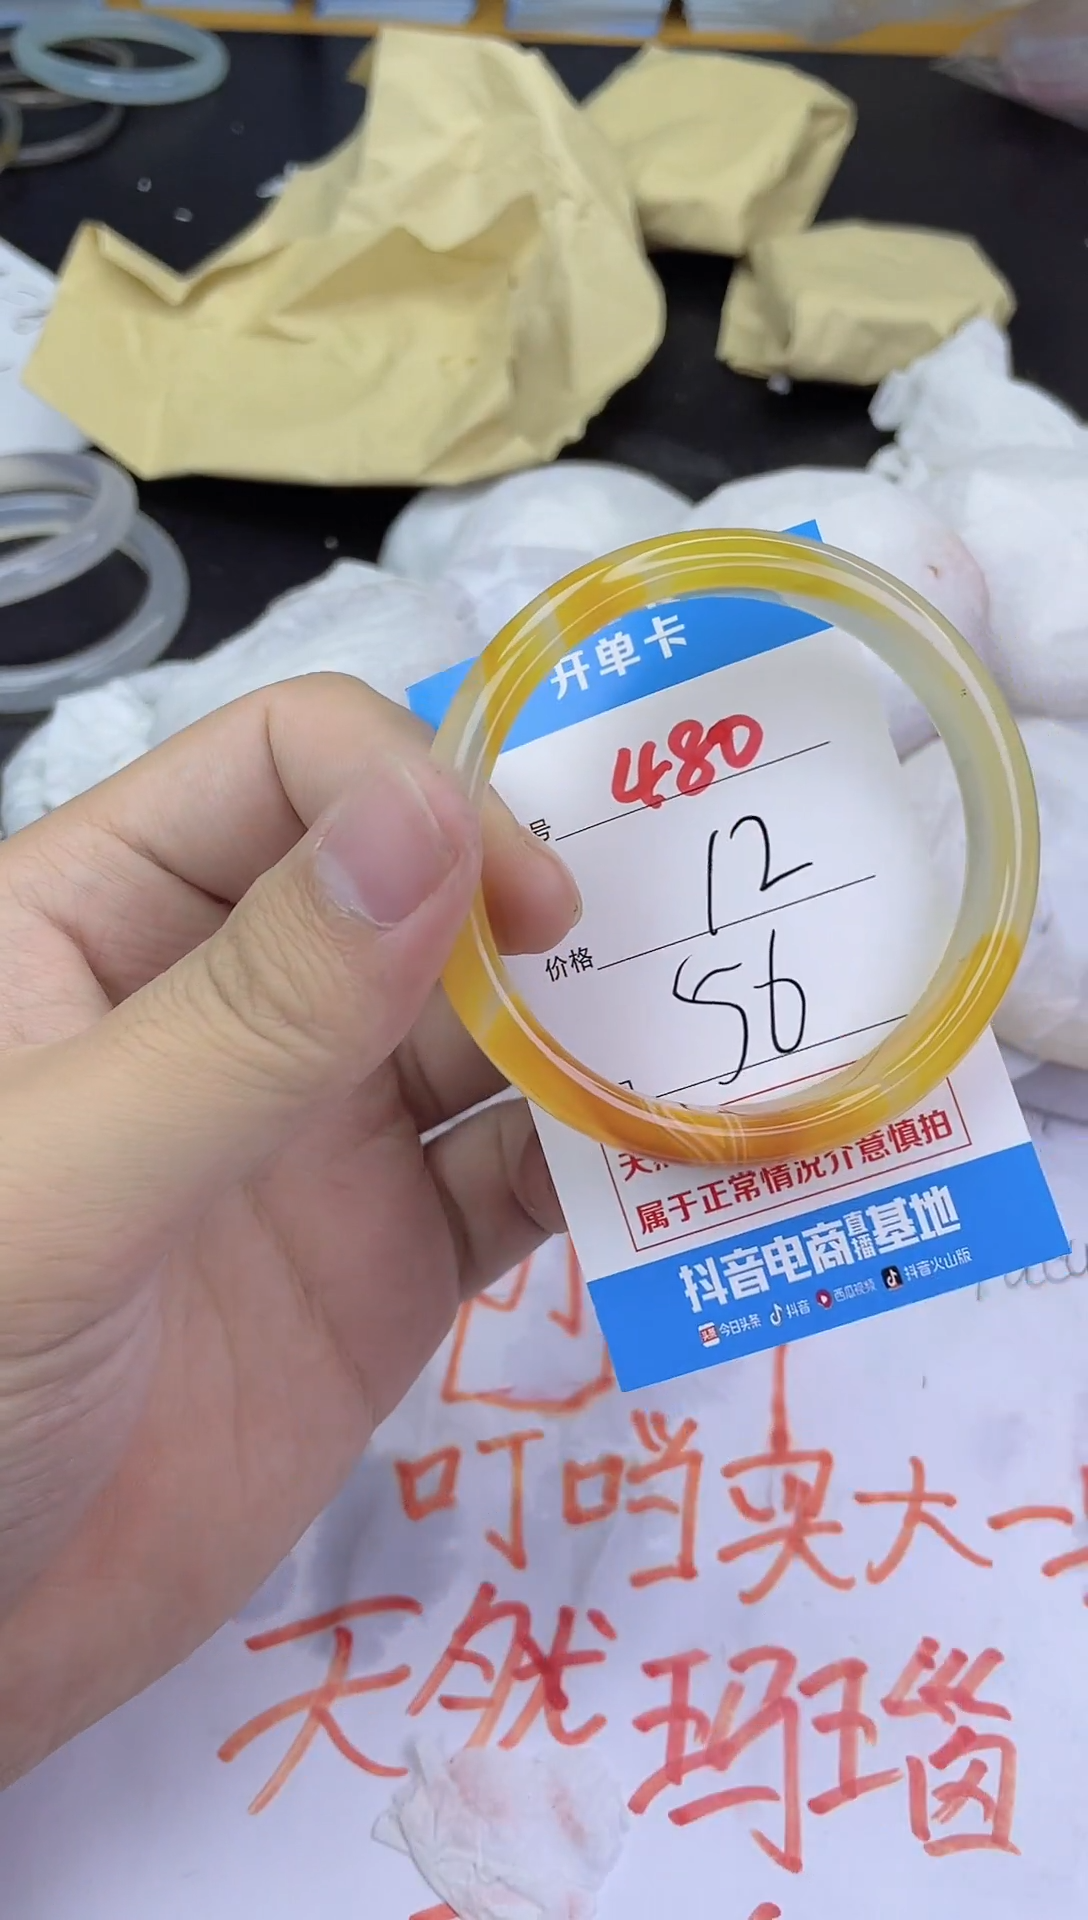 开单卡
号 480
价格 12
56
属于正常情况介意慎拍
抖音电商直播基地
今日头条 抖音 西瓜视频 抖音火山版
叮
大一
天然玛瑙